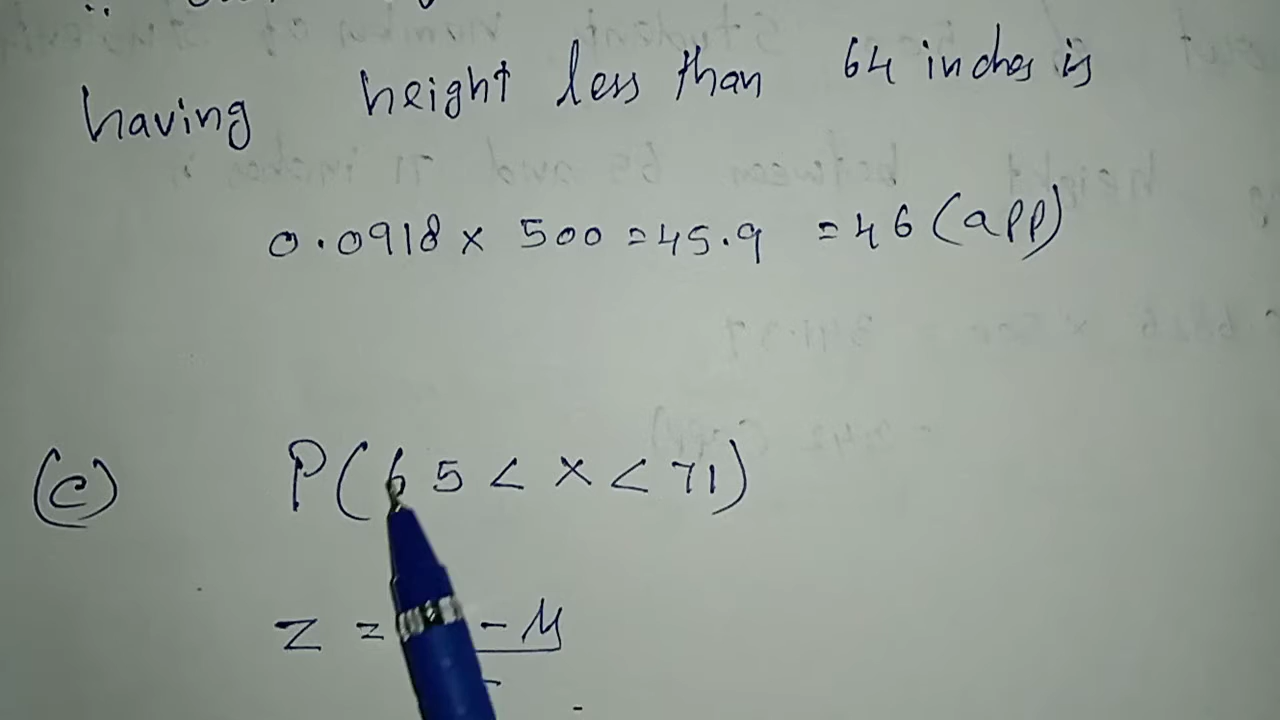 having height less than 64 inches is
0.0918 x 500 = 45.9 = 46 (app)
(c) P(65 < x < 71)
z = - μ